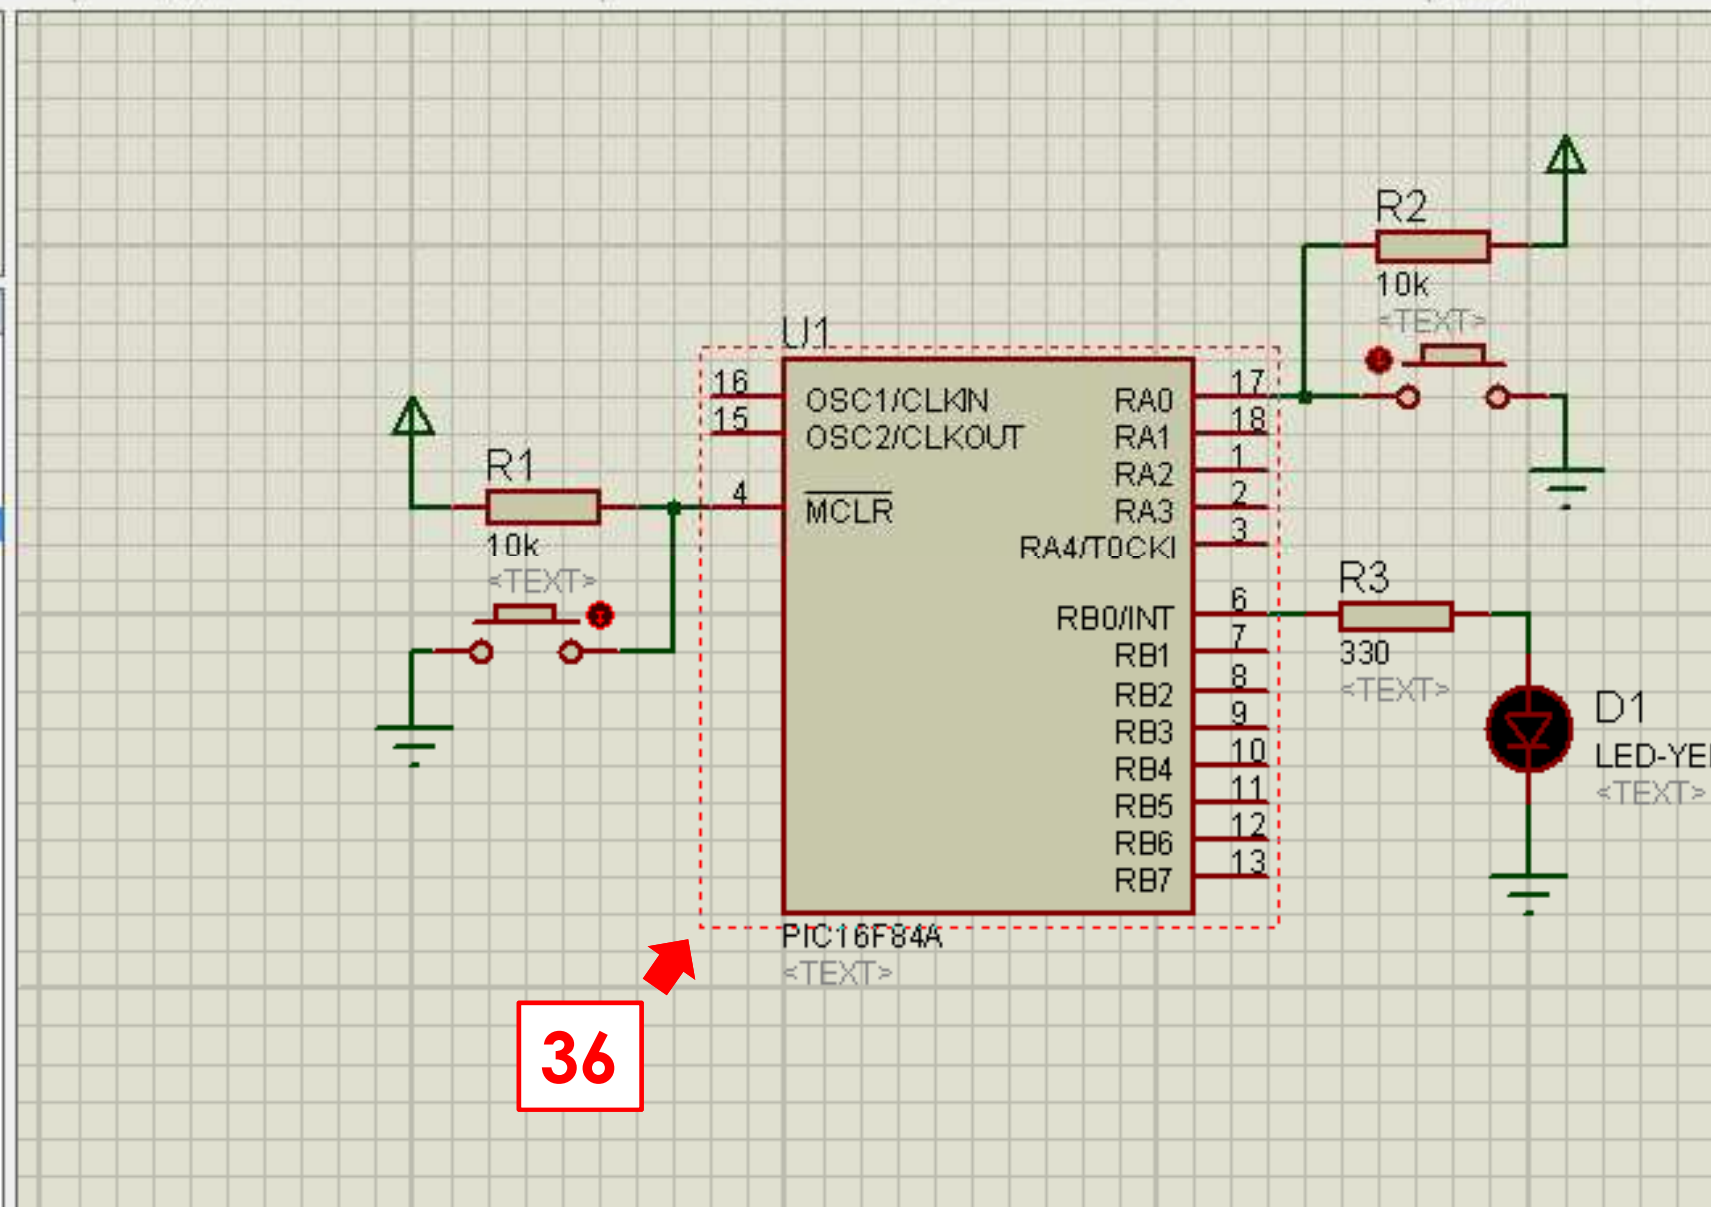 R2
10k
<TEXT>
U1
16
OSC1/CLKIN
RA0
17
15
OSC2/CLKOUT
RA1
18
RA2
1
R1
4
MCLR
RA3
2
10k
RA4/T0CKI
3
<TEXT>
R3
RB0/INT
6
330
RB1
7
<TEXT>
RB2
8
D1
RB3
9
LED-YE
RB4
10
<TEXT>
RB5
11
RB6
12
RB7
13
PIC16F84A
<TEXT>
36